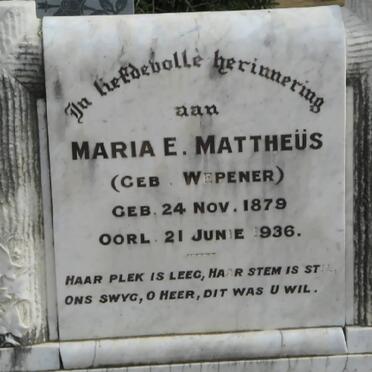 In liefdevolle herinnering
aan
MARIA E. MATTHEÜS
(GEB. WEPENER)
GEB. 24 NOV. 1879
OORL. 21 JUNIE 1936.
HAAR PLEK IS LEEG, HAAR STEM IS STIL
ONS SWYG, O HEER, DIT WAS U WIL.